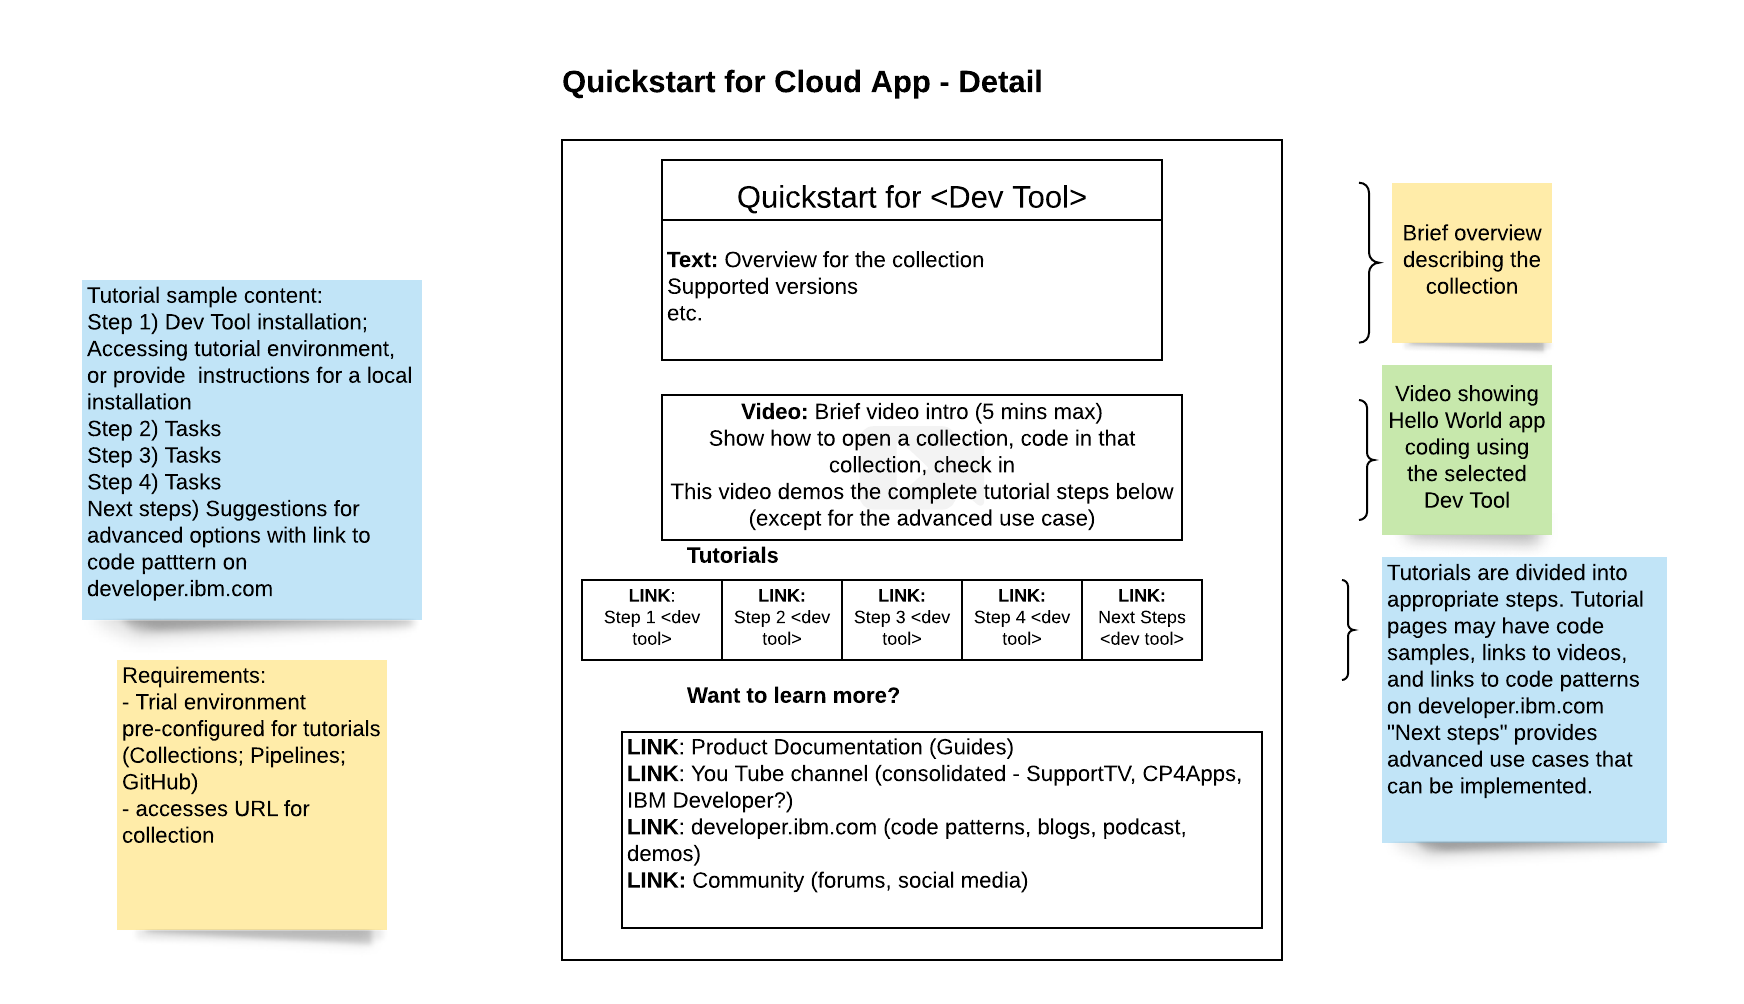 Quickstart for Cloud App - Detail
Quickstart for <Dev Tool>
Text: Overview for the collection
Supported versions
etc.
Video: Brief video intro (5 mins max)
Show how to open a collection, code in that
collection, check in
This video demos the complete tutorial steps below
(except for the advanced use case)
Tutorials
LINK:
Step 1 <dev
tool>
LINK:
Step 2 <dev
tool>
LINK:
Step 3 <dev
tool>
LINK:
Step 4 <dev
tool>
LINK:
Next Steps
<dev tool>
Want to learn more?
LINK: Product Documentation (Guides)
LINK: You Tube channel (consolidated - SupportTV, CP4Apps,
IBM Developer?)
LINK: developer.ibm.com (code patterns, blogs, podcast,
demos)
LINK: Community (forums, social media)
Tutorial sample content:
Step 1) Dev Tool installation;
Accessing tutorial environment,
or provide  instructions for a local
installation
Step 2) Tasks
Step 3) Tasks
Step 4) Tasks
Next steps) Suggestions for
advanced options with link to
code patttern on
developer.ibm.com
Requirements:
- Trial environment
pre-configured for tutorials
(Collections; Pipelines;
GitHub)
- accesses URL for
collection
Brief overview
describing the
collection
Video showing
Hello World app
coding using
the selected
Dev Tool
Tutorials are divided into
appropriate steps. Tutorial
pages may have code
samples, links to videos,
and links to code patterns
on developer.ibm.com
"Next steps" provides
advanced use cases that
can be implemented.